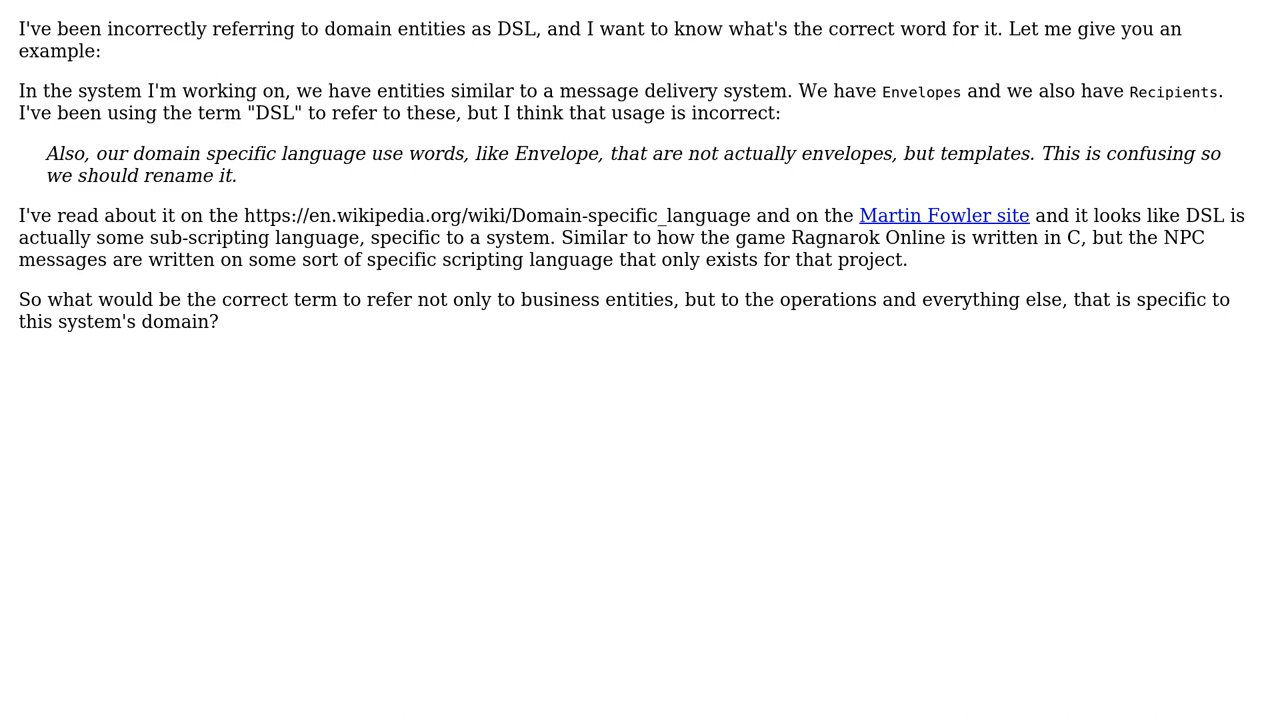 I've been incorrectly referring to domain entities as DSL, and I want to know what's the correct word for it. Let me give you an
example:
In the system I'm working on, we have entities similar to a message delivery system. We have Envelopes and we also have Recipients.
I've been using the term "DSL" to refer to these, but I think that usage is incorrect:
Also, our domain specific language use words, like Envelope, that are not actually envelopes, but templates. This is confusing so
we should rename it.
I've read about it on the https://en.wikipedia.org/wiki/Domain-specific_language and on the Martin Fowler site and it looks like DSL is
actually some sub-scripting language, specific to a system. Similar to how the game Ragnarok Online is written in C, but the NPC
messages are written on some sort of specific scripting language that only exists for that project.
So what would be the correct term to refer not only to business entities, but to the operations and everything else, that is specific to
this system's domain?